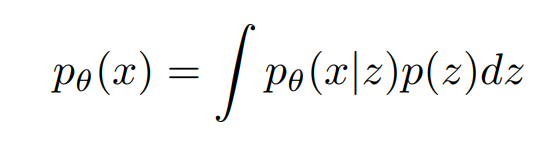 pθ(x) = ∫ pθ(x|z)p(z)dz